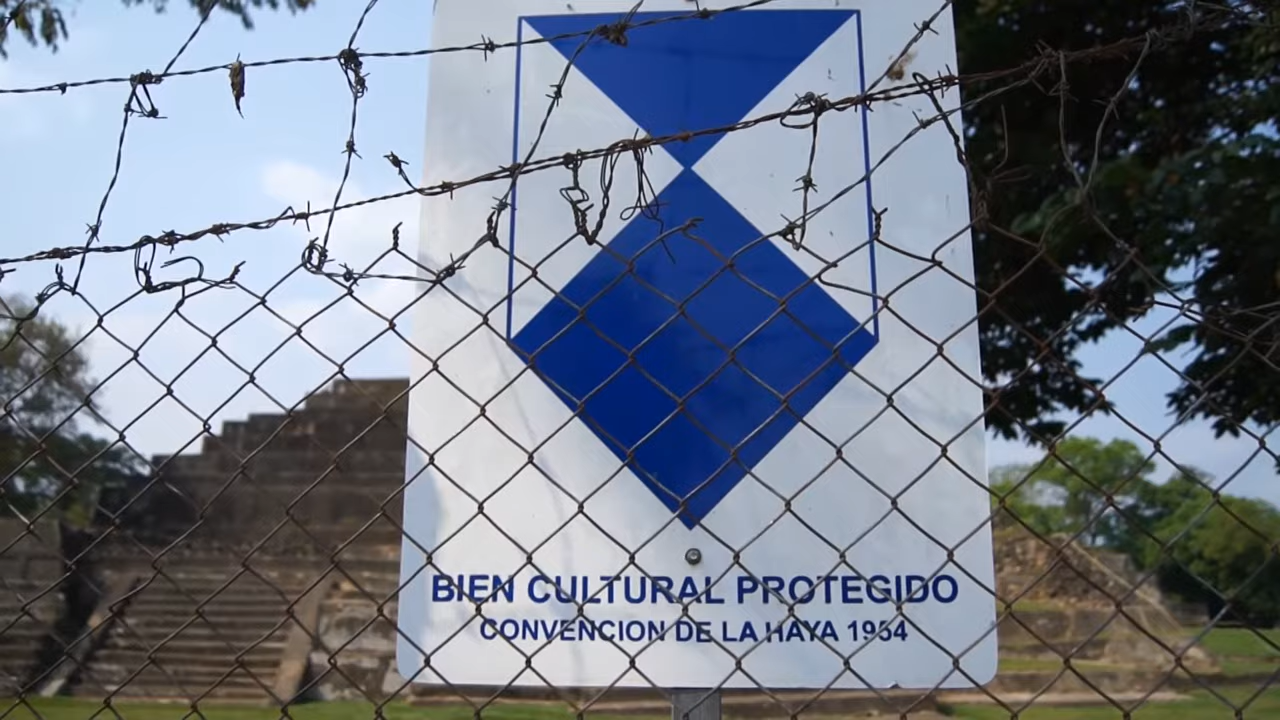 BIEN CULTURAL PROTEGIDO
CONVENCION DE LA HAYA 1954